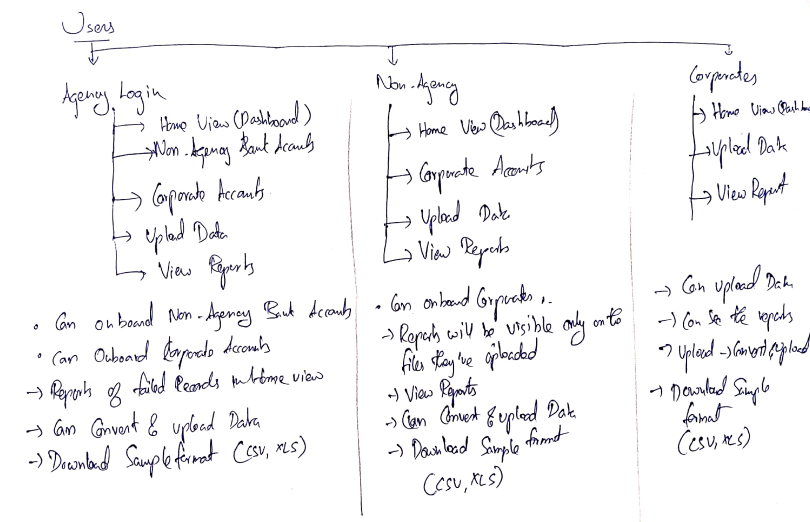 Users
Agency Login
Home View (Dashboard)
Non-Agency Bank Accounts
Corporate Accounts
Upload Data
View Reports
• Can onboard Non-Agency Bank Accounts
• Can Onboard Corporate Accounts
→ Reports of failed Records in home view
→ Can Convert & upload Data
→ Download Sample format (CSV, XLS)
Non-Agency
Home View (Dashboard)
Corporate Accounts
Upload Data
View Reports
• Can onboard Corporates
→ Reports will be visible only on the
files they've uploaded
→ View Reports
→ Can Convert & upload Data
→ Download Sample format
(CSV, XLS)
Corporates
Home View
Upload Data
View Report
→ Can upload Data
→ Can see the reports
→ Upload → Convert & upload
→ Download Sample
format
(CSV, XLS)